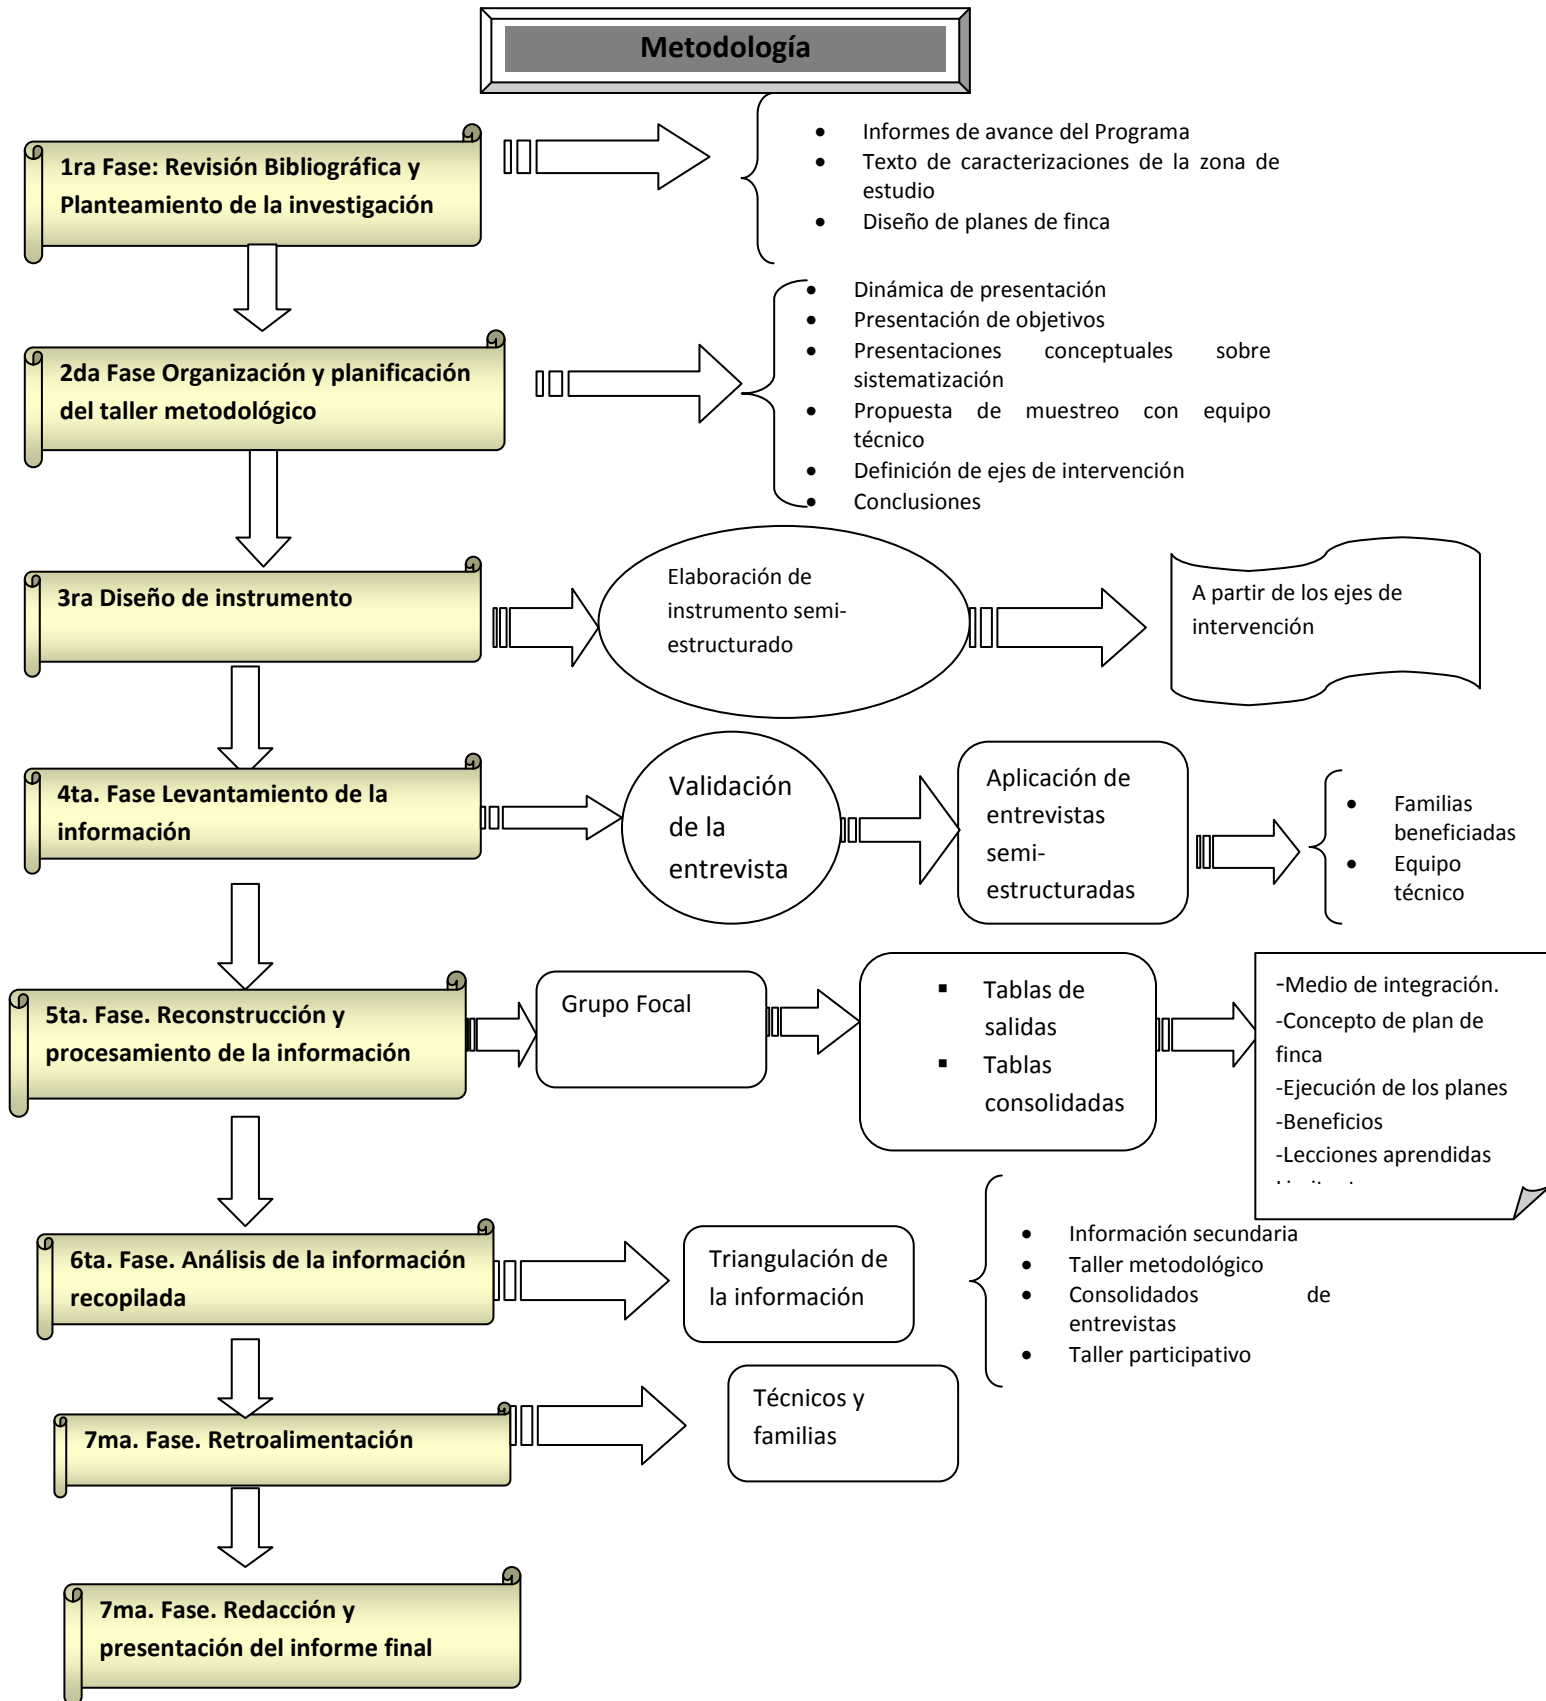 Metodología
1ra Fase: Revisión Bibliográfica y
Planteamiento de la investigación
• Informes de avance del Programa
• Texto de caracterizaciones de la zona de
estudio
• Diseño de planes de finca
2da Fase Organización y planificación
del taller metodológico
• Dinámica de presentación
• Presentación de objetivos
• Presentaciones conceptuales sobre
sistematización
• Propuesta de muestreo con equipo
técnico
• Definición de ejes de intervención
• Conclusiones
3ra Diseño de instrumento
Elaboración de
instrumento semi-
estructurado
A partir de los ejes de
intervención
4ta. Fase Levantamiento de la
información
Validación
de la
entrevista
Aplicación de
entrevistas
semi-
estructuradas
• Familias
beneficiadas
• Equipo
técnico
5ta. Fase. Reconstrucción y
procesamiento de la información
Grupo Focal
▪ Tablas de
salidas
▪ Tablas
consolidadas
-Medio de integración.
-Concepto de plan de
finca
-Ejecución de los planes
-Beneficios
-Lecciones aprendidas
6ta. Fase. Análisis de la información
recopilada
Triangulación de
la información
• Información secundaria
• Taller metodológico
• Consolidados de
entrevistas
• Taller participativo
7ma. Fase. Retroalimentación
Técnicos y
familias
7ma. Fase. Redacción y
presentación del informe final